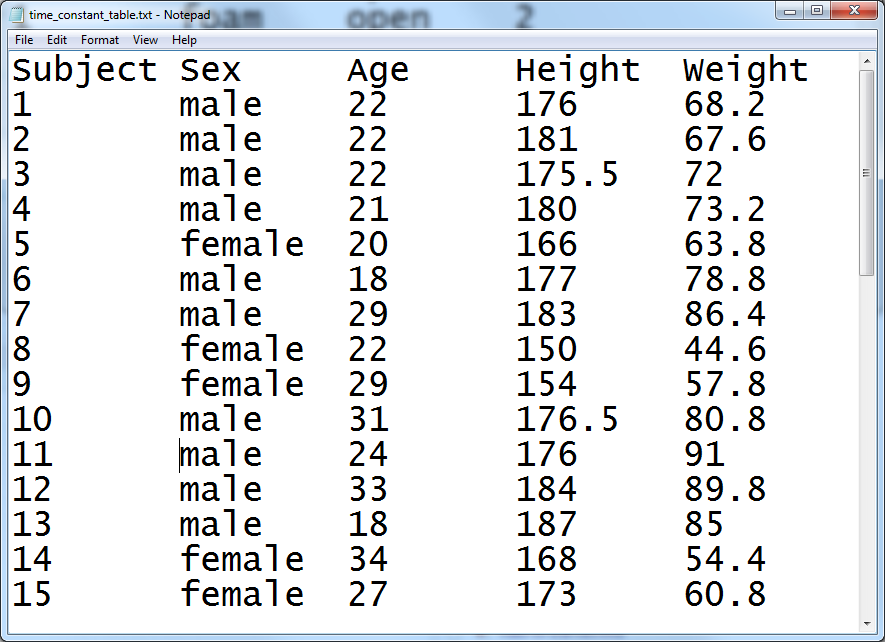 foam open 2
time_constant_table.txt - Notepad
File Edit Format View Help
Subject Sex Age Height Weight
1 male 22 176 68.2
2 male 22 181 67.6
3 male 22 175.5 72
4 male 21 180 73.2
5 female 20 166 63.8
6 male 18 177 78.8
7 male 29 183 86.4
8 female 22 150 44.6
9 female 29 154 57.8
10 male 31 176.5 80.8
11 male 24 176 91
12 male 33 184 89.8
13 male 18 187 85
14 female 34 168 54.4
15 female 27 173 60.8